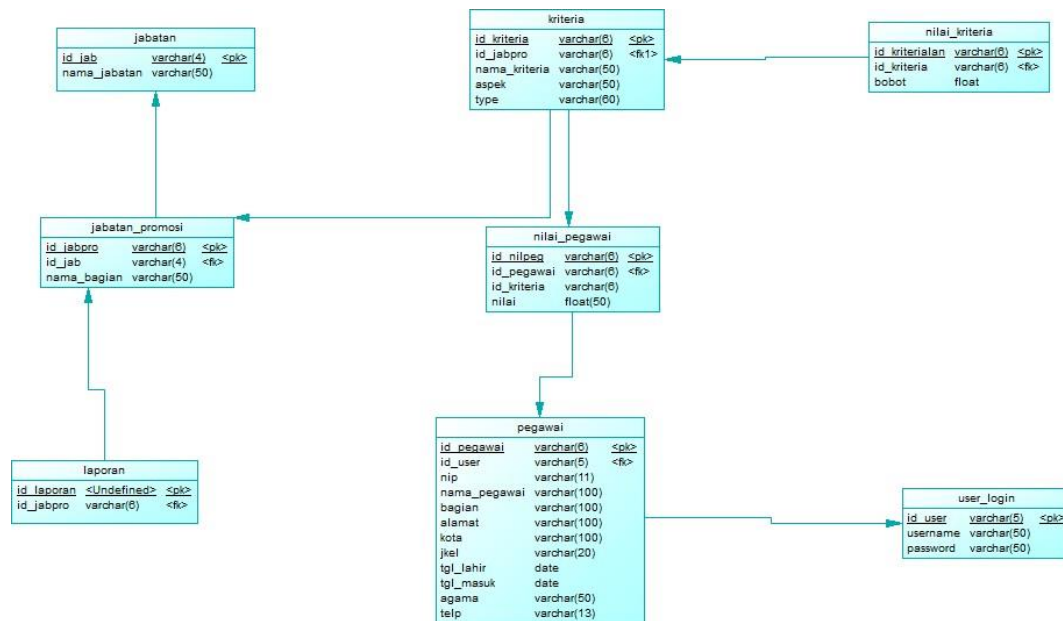 jabatan
id_jab varchar(4) <pk>
nama_jabatan varchar(50)
kriteria
id_kriteria varchar(6) <pk>
id_jabpro varchar(6) <fk1>
nama_kriteria varchar(50)
aspek varchar(50)
type varchar(60)
nilai_kriteria
id_kriterialan varchar(6) <pk>
id_kriteria varchar(6) <fk>
bobot float
jabatan_promosi
id_jabpro varchar(6) <pk>
id_jab varchar(4) <fk>
nama_bagian varchar(50)
nilai_pegawai
id_nilpeg varchar(6) <pk>
id_pegawai varchar(6) <fk>
id_kriteria varchar(6)
nilai float(50)
laporan
id_laporan <Undefined> <pk>
id_jabpro varchar(6) <fk>
pegawai
id_pegawai varchar(6) <pk>
id_user varchar(5) <fk>
nip varchar(11)
nama_pegawai varchar(100)
bagian varchar(100)
alamat varchar(100)
kota varchar(100)
jkel varchar(20)
tgl_lahir date
tgl_masuk date
agama varchar(50)
telp varchar(13)
user_login
id_user varchar(5) <pk>
username varchar(50)
password varchar(50)